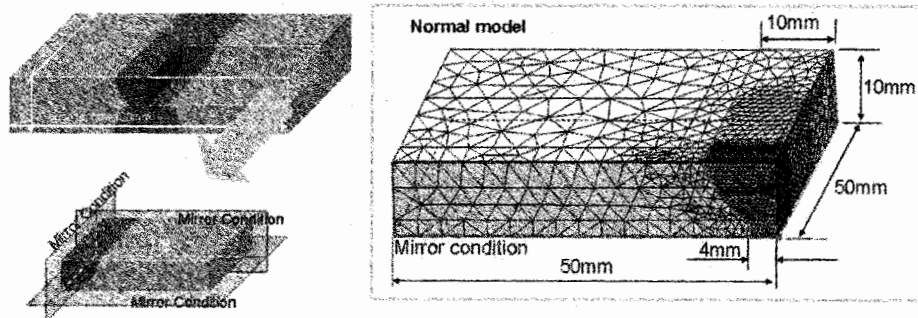 Mirror Condition
Mirror Condition
Mirror Condition
Normal model
10mm
10mm
50mm
Mirror condition
4mm
50mm